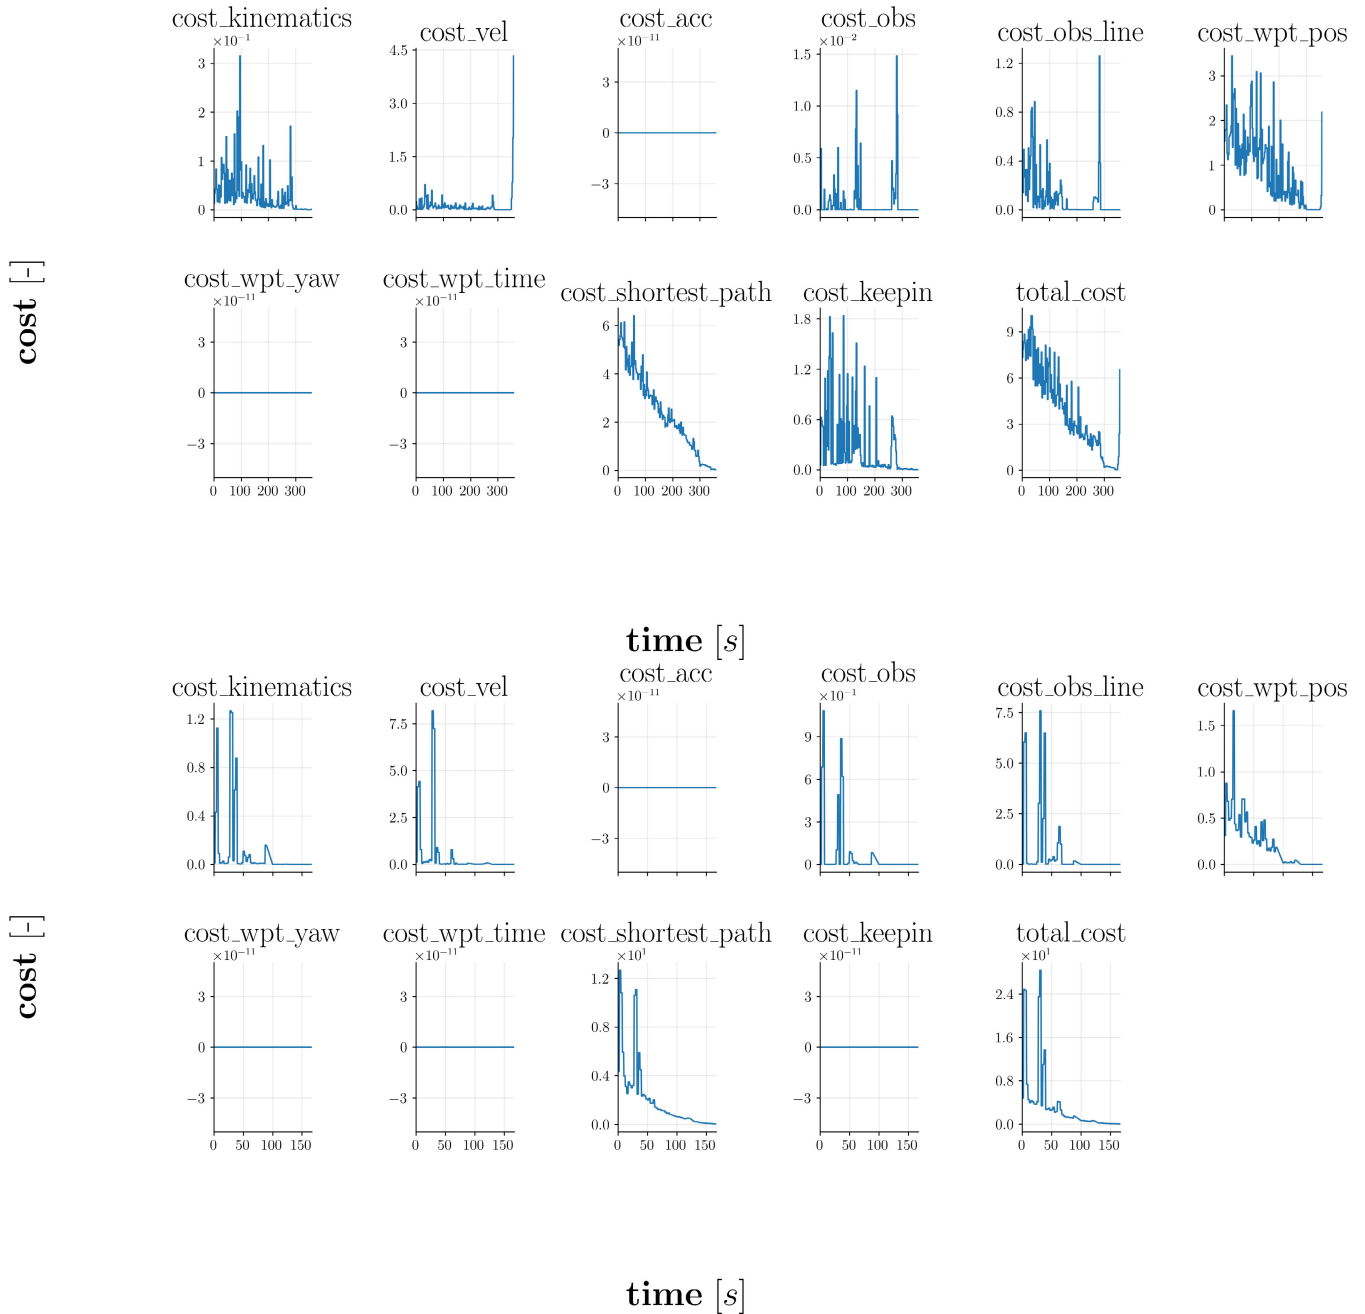 cost_kinematics cost_vel cost_acc cost_obs cost_obs_line cost_wpt_pos
×10⁻¹ ×10⁻¹¹ ×10⁻²
3 2 1 0
4.5 3.0 1.5 0.0
3 0 −3
1.5 1.0 0.5 0.0
1.2 0.8 0.4 0.0
3 2 1 0
cost [-]
cost_wpt_yaw cost_wpt_time cost_shortest_path cost_keepin total_cost
×10⁻¹¹ ×10⁻¹¹
3 0 −3
3 0 −3
6 4 2 0
1.8 1.2 0.6 0.0
9 6 3 0
0 100 200 300 0 100 200 300 0 100 200 300 0 100 200 300 0 100 200 300
time [s]
cost_kinematics cost_vel cost_acc cost_obs cost_obs_line cost_wpt_pos
×10⁻¹¹ ×10⁻¹
1.2 0.8 0.4 0.0
7.5 5.0 2.5 0.0
3 0 −3
9 6 3 0
7.5 5.0 2.5 0.0
1.5 1.0 0.5 0.0
cost [-]
cost_wpt_yaw cost_wpt_time cost_shortest_path cost_keepin total_cost
×10⁻¹¹ ×10⁻¹¹ ×10¹ ×10⁻¹¹ ×10¹
3 0 −3
3 0 −3
1.2 0.8 0.4 0.0
3 0 −3
2.4 1.6 0.8 0.0
0 50 100 150 0 50 100 150 0 50 100 150 0 50 100 150 0 50 100 150
time [s]